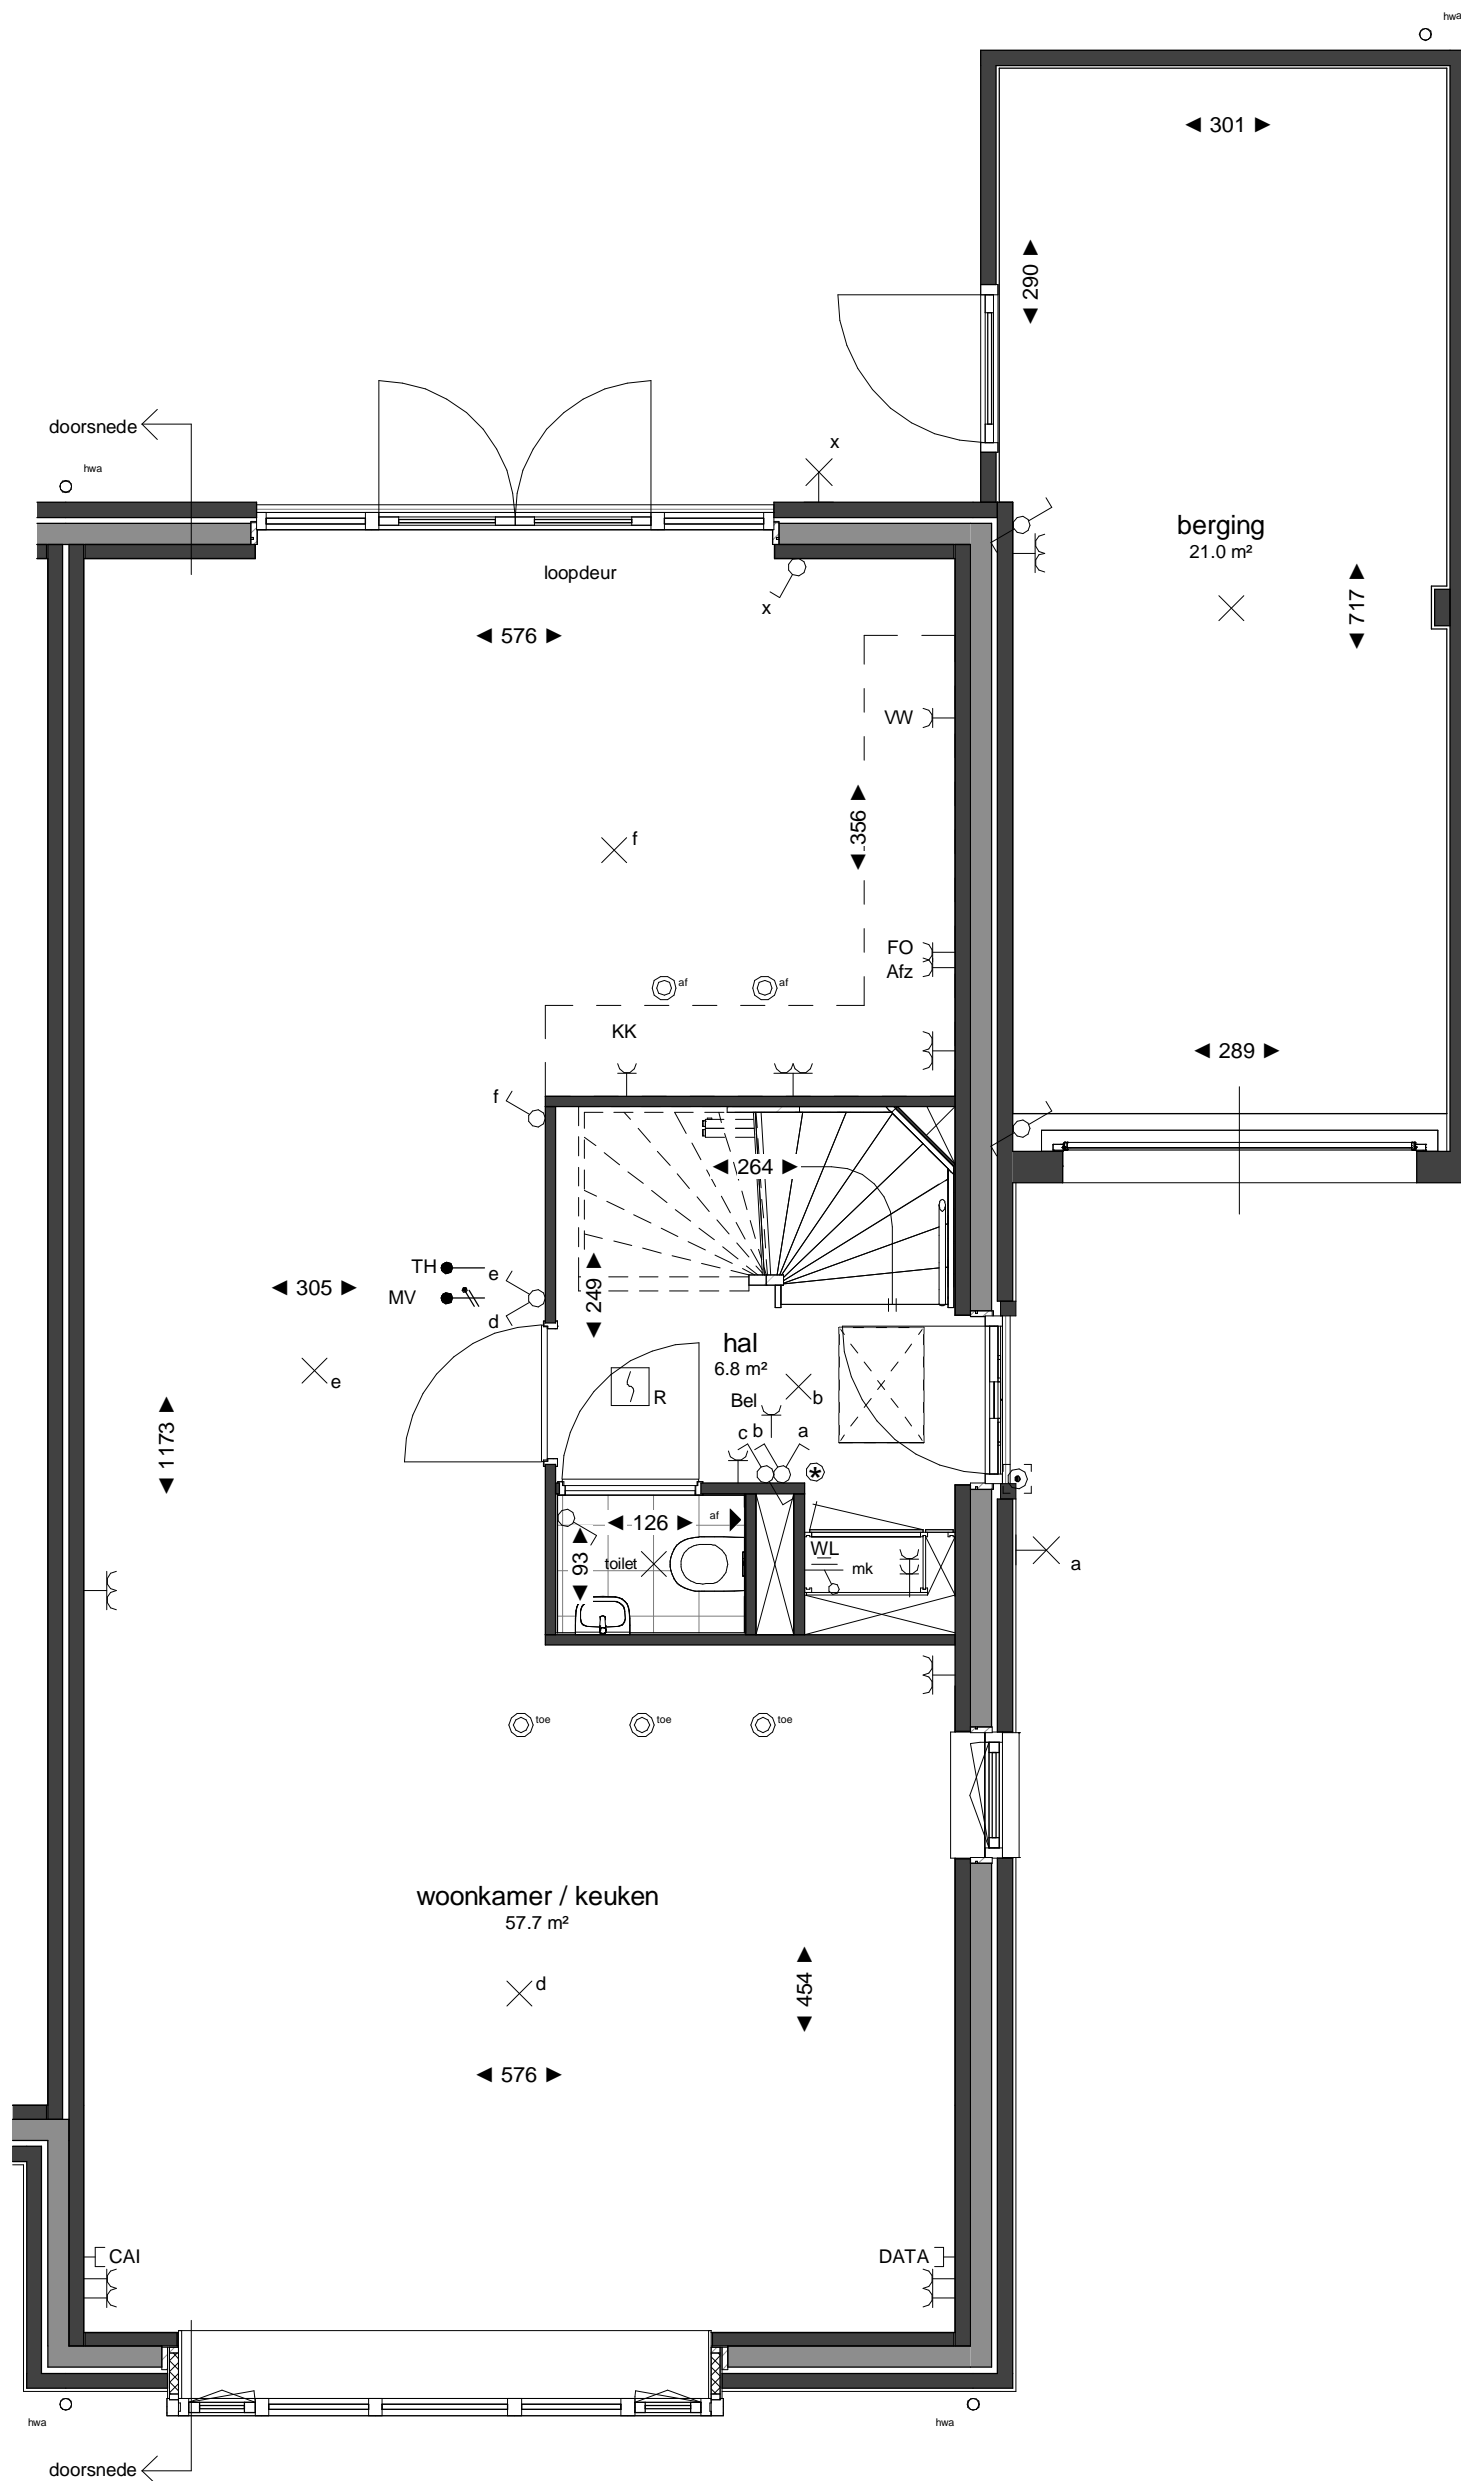 hwa
◄ 301 ►
◄ 290 ►
doorsnede
x
hwa
berging
21.0 m²
loopdeur
x
◄ 717 ►
◄ 576 ►
VW
◄ 356 ►
f
FO
Afz
af
af
KK
◄ 289 ►
f
◄ 264 ►
TH
e
◄ 305 ►
MV
◄ 249 ►
d
hal
6.8 m²
e
R
Bel
b
◄ 1173 ►
c
b
a
*
◄ 126 ►
af
◄ 93 ►
toilet
WL
mk
a
toe
toe
toe
woonkamer / keuken
57.7 m²
d
◄ 454 ►
◄ 576 ►
CAI
DATA
hwa
hwa
doorsnede